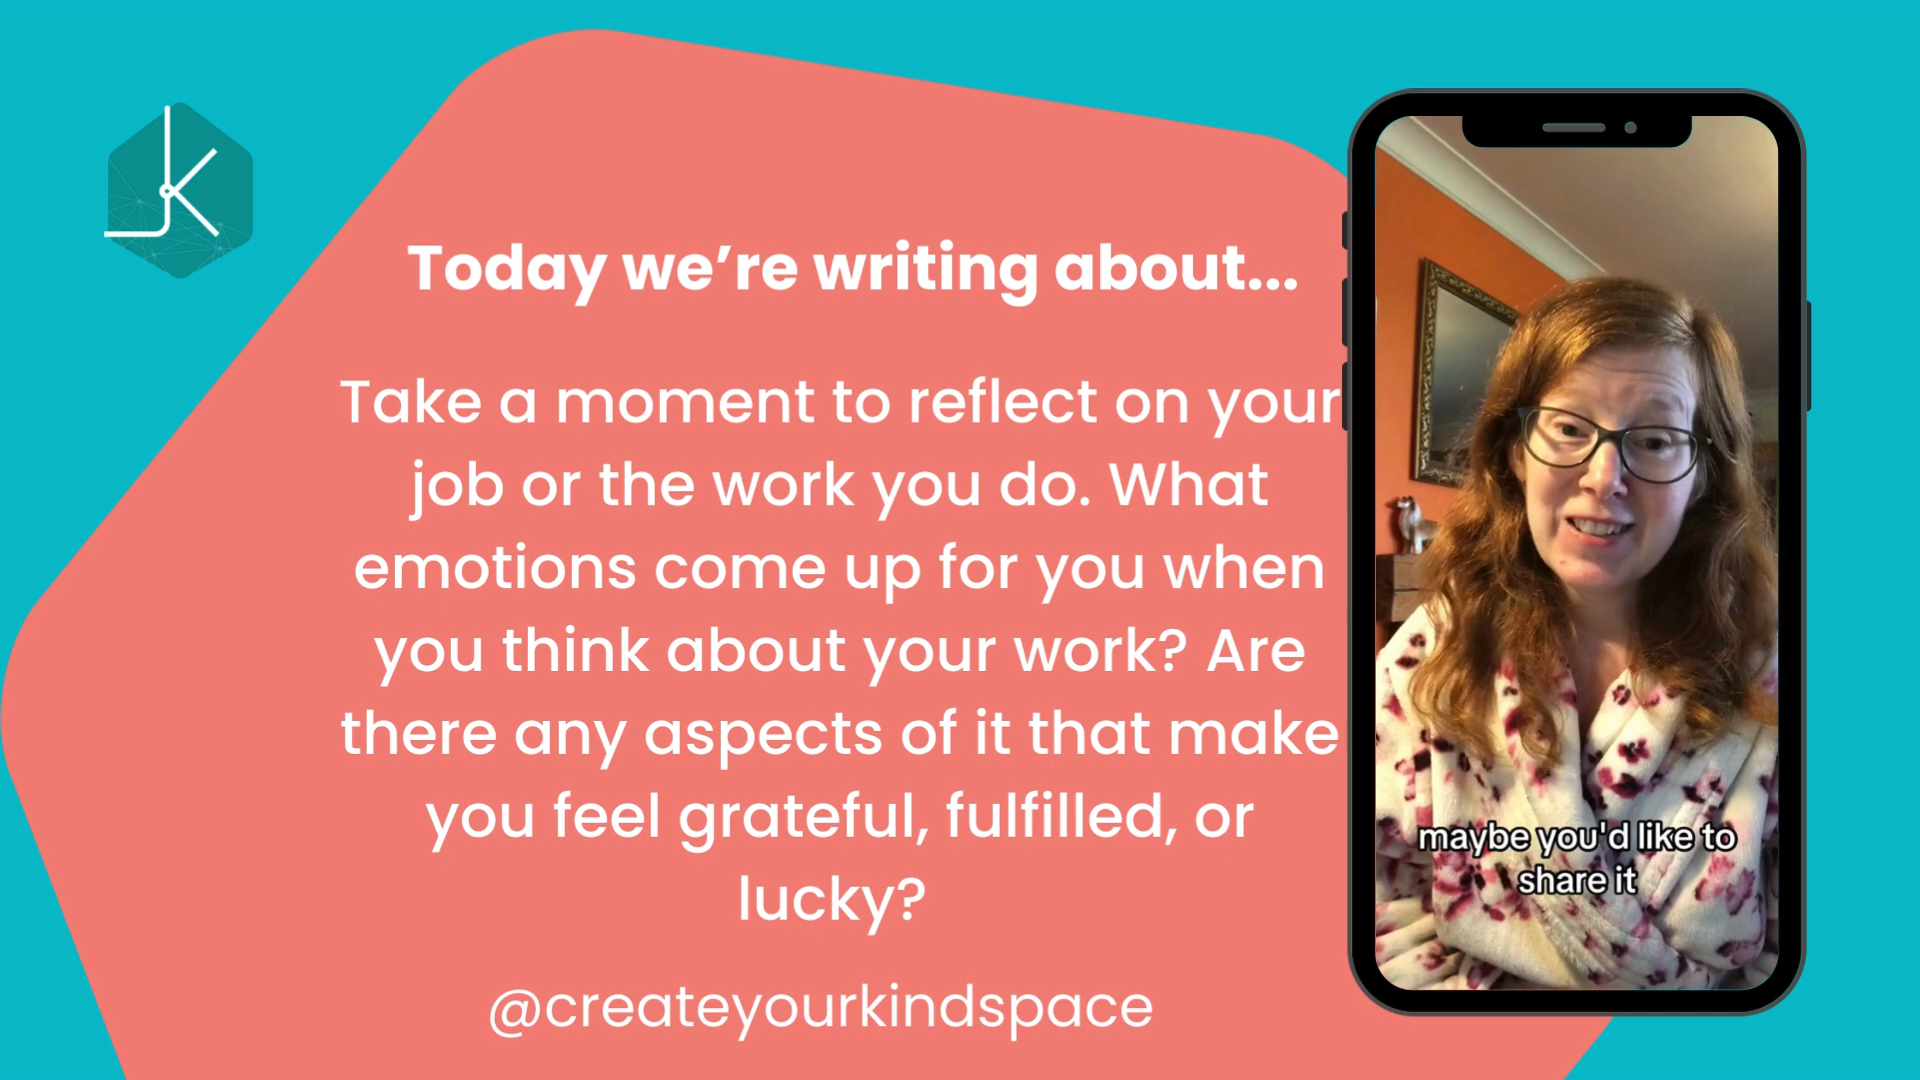 JK
Today we’re writing about...
Take a moment to reflect on your
job or the work you do. What
emotions come up for you when
you think about your work? Are
there any aspects of it that make
you feel grateful, fulfilled, or
lucky?
@createyourkindspace
maybe you'd like to
share it